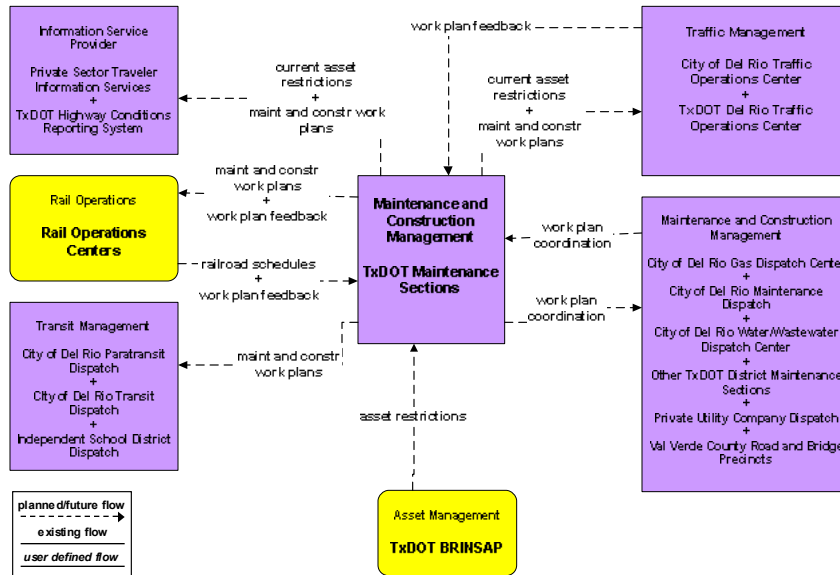 Information Service
Provider
Private Sector Traveler
Information Services
+
TxDOT Highway Conditions
Reporting System
current asset
restrictions
+
maint and constr work
plans
work plan feedback
current asset
restrictions
+
maint and constr
work plans
Traffic Management
City of Del Rio Traffic
Operations Center
+
TxDOT Del Rio Traffic
Operations Center
Rail Operations
Rail Operations
Centers
maint and constr
work plans
+
work plan feedback
railroad schedules
+
work plan feedback
Maintenance and
Construction
Management
TxDOT Maintenance
Sections
work plan
coordination
work plan
coordination
Maintenance and Construction
Management
City of Del Rio Gas Dispatch Center
+
City of Del Rio Maintenance
Dispatch
+
City of Del Rio Water/Wastewater
Dispatch Center
+
Other TxDOT District Maintenance
Sections
+
Private Utility Company Dispatch
+
Val Verde County Road and Bridge
Precincts
Transit Management
City of Del Rio Paratransit
Dispatch
+
City of Del Rio Transit
Dispatch
+
Independent School District
Dispatch
maint and constr
work plans
asset restrictions
Asset Management
TxDOT BRINSAP
planned/future flow
existing flow
user defined flow